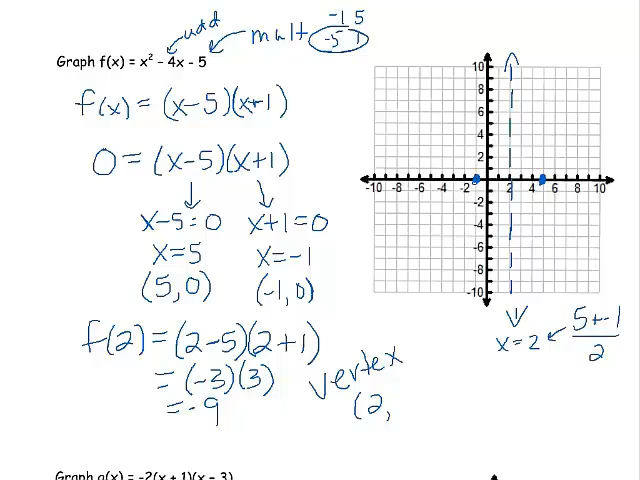 add
mult -1 5
-5 1
Graph f(x) = x² - 4x - 5
f(x) = (x-5)(x+1)
0 = (x-5)(x+1)
x-5=0 x+1=0
x=5 x=-1
(5,0) (-1,0)
f(2) = (2-5)(2+1)
= (-3)(3)
= -9
vertex
(2,
10
8
6
4
2
-10 -8 -6 -4 -2 2 4 6 8 10
-2
-4
-6
-8
-10
x=2 5+-1
2
Graph g(x) = -2(x + 1)(x - 3)